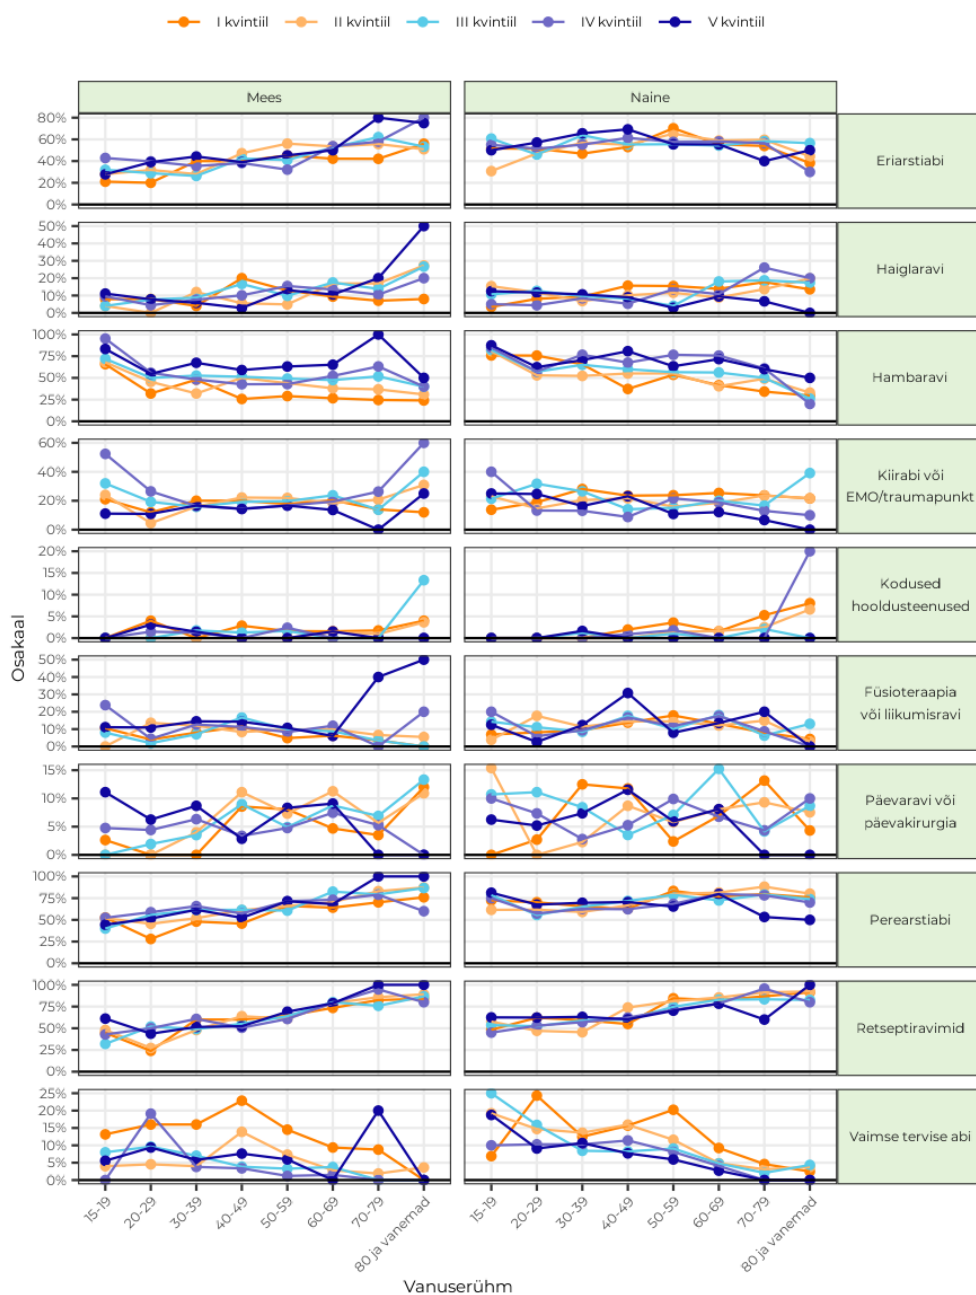 I kvintiil II kvintiil III kvintiil IV kvintiil V kvintiil
Mees Naine
80%
60%
40%
20%
0%
Eriarstiabi
50%
40%
30%
20%
10%
0%
Haiglaravi
100%
75%
50%
25%
0%
Hambaravi
60%
40%
20%
0%
Kiirabi või
EMO/traumapunkt
20%
15%
10%
5%
0%
Kodused
hooldusteenused
50%
40%
30%
20%
10%
0%
Füsioteraapia
või liikumisravi
15%
10%
5%
0%
Päevaravi või
päevakirurgia
100%
75%
50%
25%
0%
Perearstiabi
100%
75%
50%
25%
0%
Retseptiravimid
25%
20%
15%
10%
5%
0%
Vaimse tervise abi
Osakaal
15-19 20-29 30-39 40-49 50-59 60-69 70-79 80 ja vanemad
15-19 20-29 30-39 40-49 50-59 60-69 70-79 80 ja vanemad
Vanuserühm